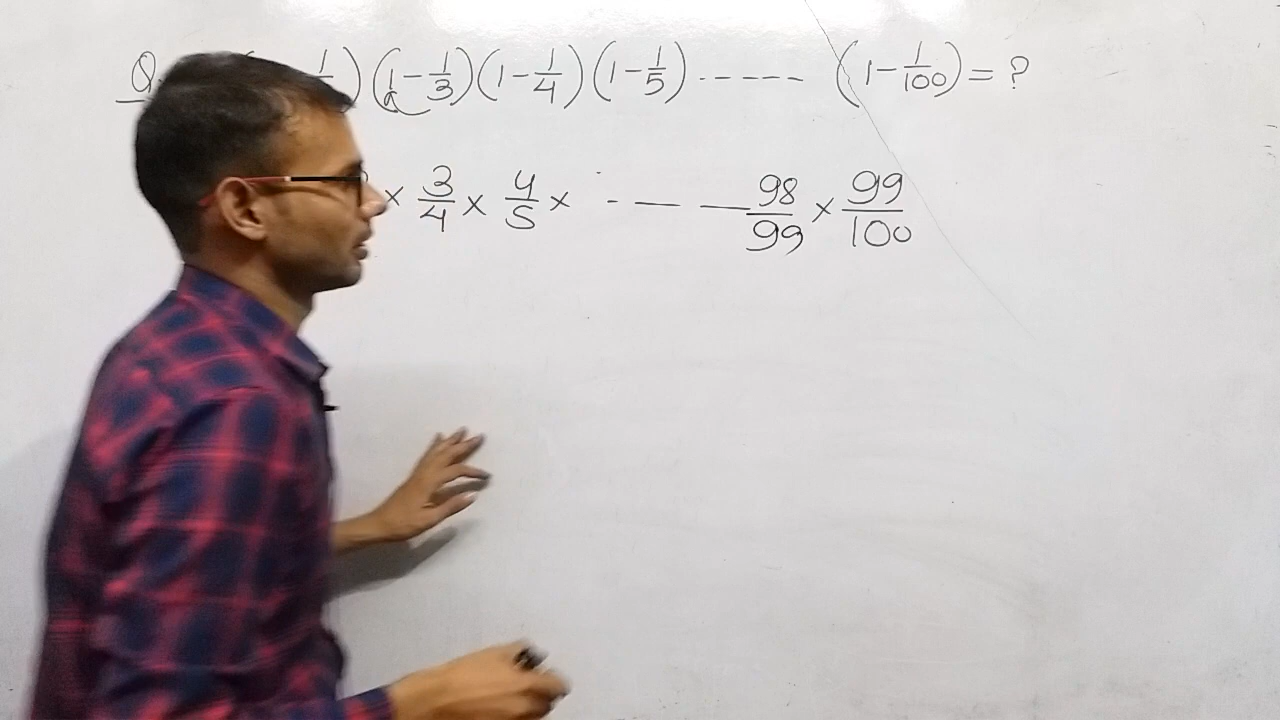 Q. 1/ ) (1-1/3)(1-1/4)(1-1/5) ------ (1-1/100) = ?
× 3/4 × 4/5 × - — — — 98/99 × 99/100